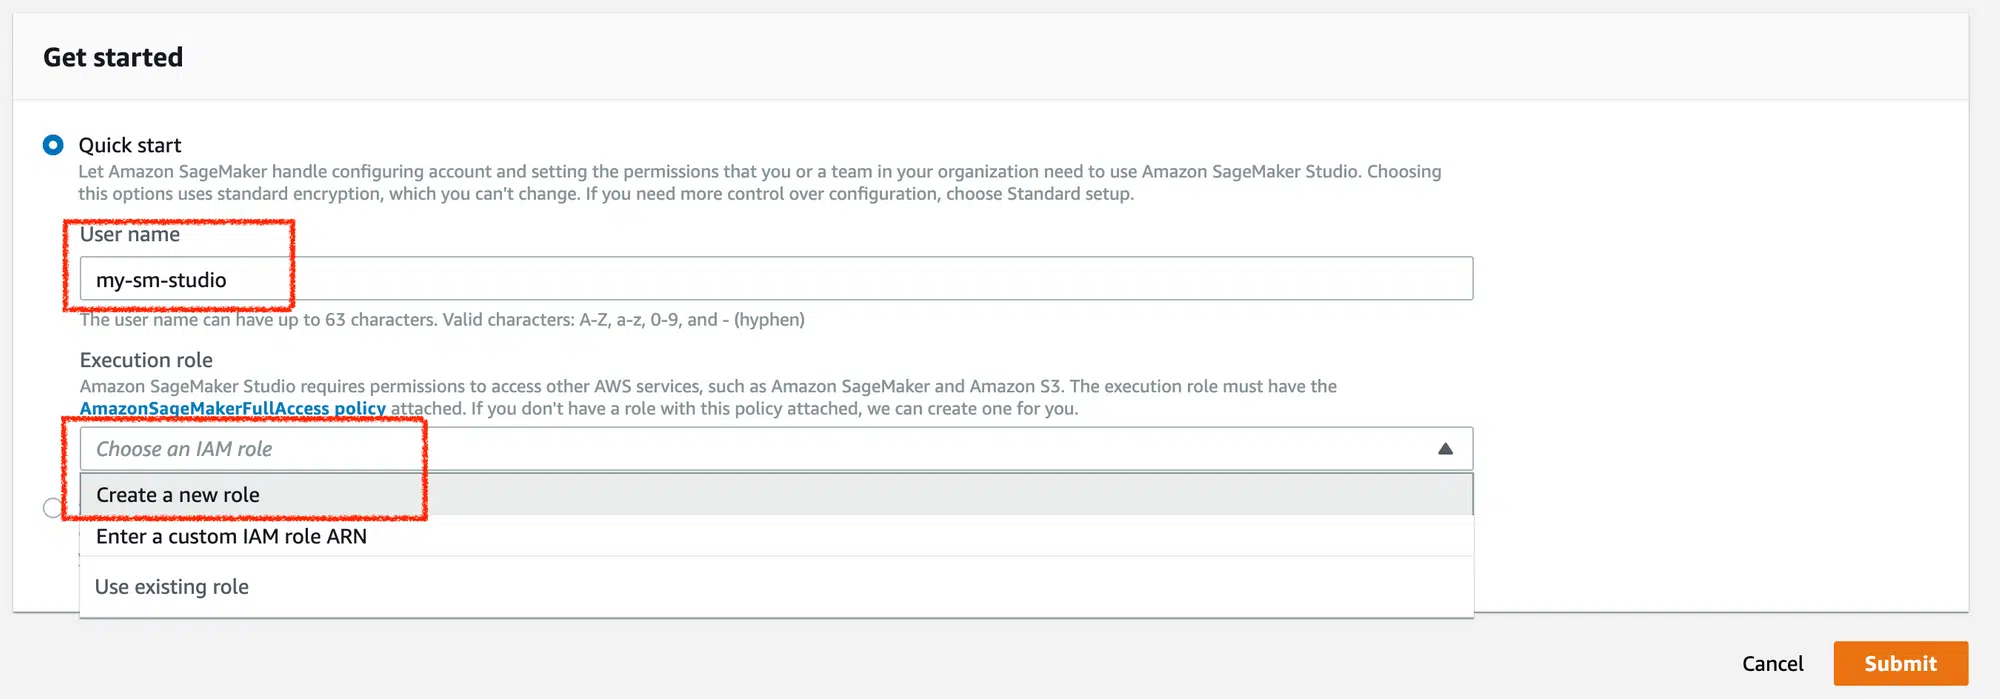 Get started
Quick start
Let Amazon SageMaker handle configuring account and setting the permissions that you or a team in your organization need to use Amazon SageMaker Studio. Choosing
this options uses standard encryption, which you can't change. If you need more control over configuration, choose Standard setup.
User name
my-sm-studio
The user name can have up to 63 characters. Valid characters: A-Z, a-z, 0-9, and - (hyphen)
Execution role
Amazon SageMaker Studio requires permissions to access other AWS services, such as Amazon SageMaker and Amazon S3. The execution role must have the
AmazonSageMakerFullAccess policy attached. If you don't have a role with this policy attached, we can create one for you.
Choose an IAM role
Create a new role
Enter a custom IAM role ARN
Use existing role
Cancel
Submit